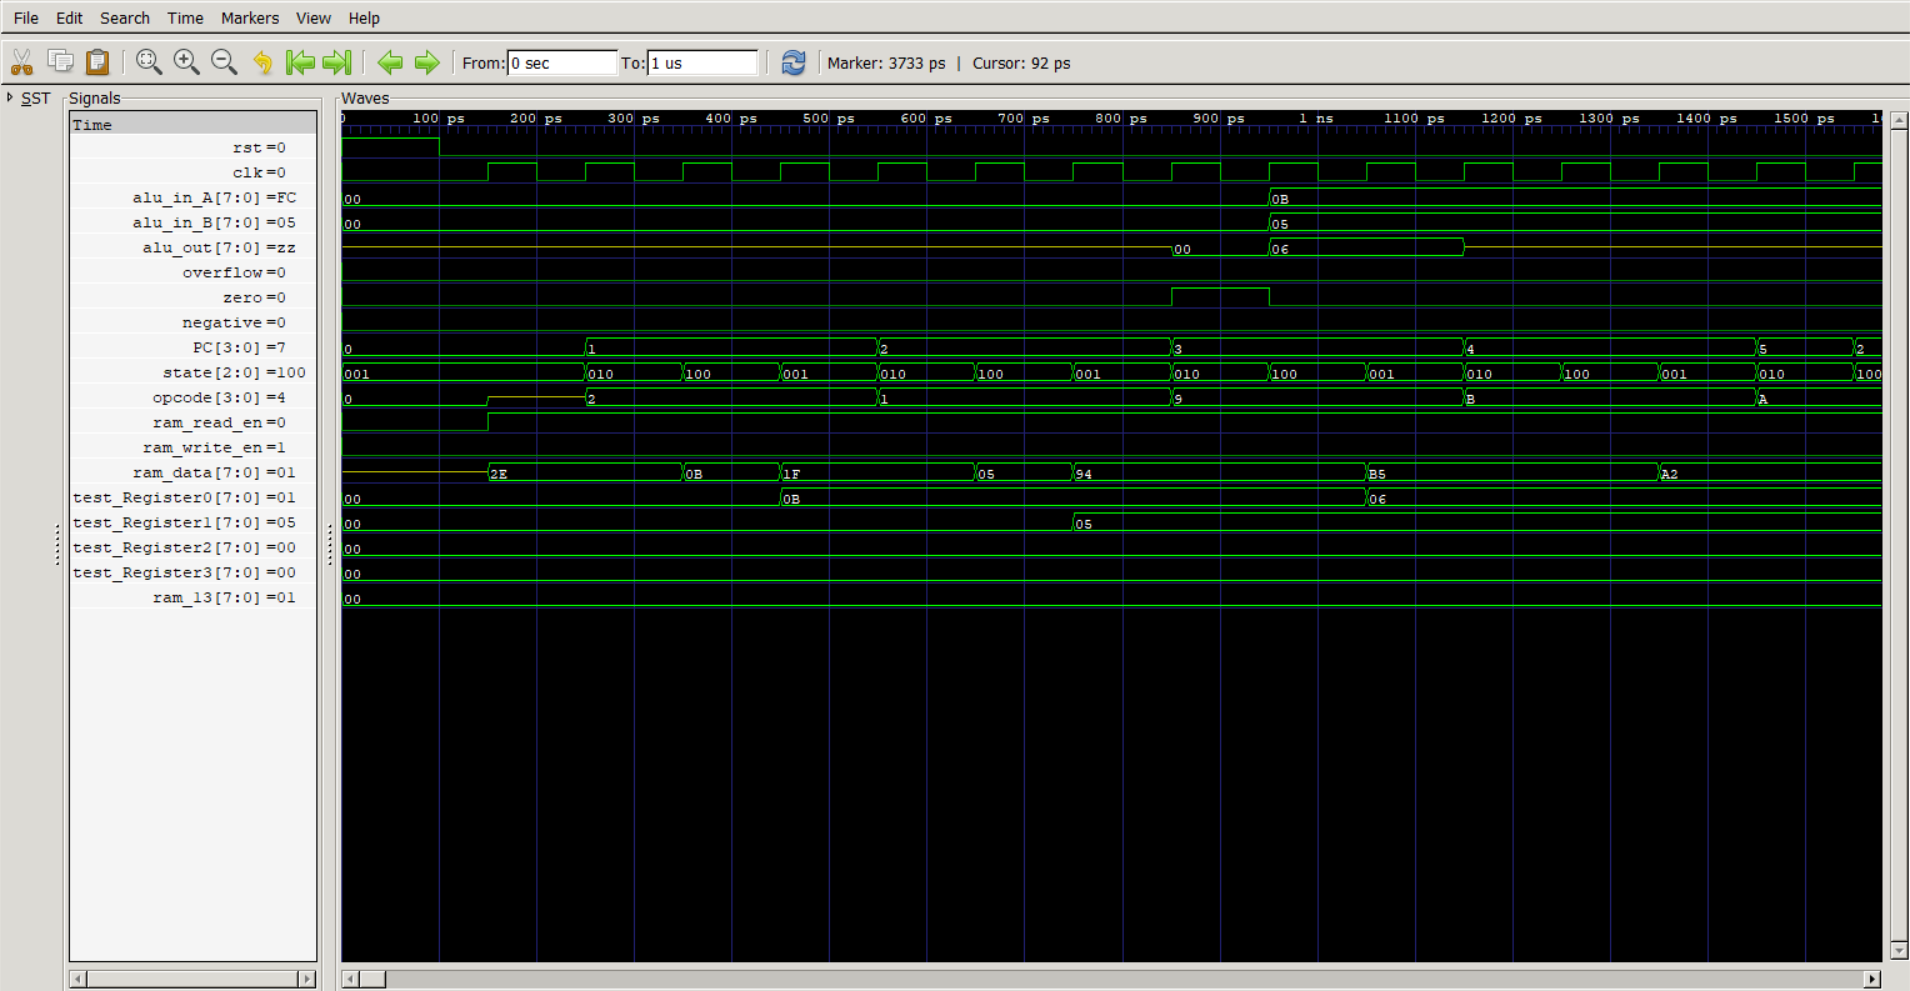 File Edit Search Time Markers View Help
From: 0 sec To: 1 us Marker: 3733 ps | Cursor: 92 ps
SST Signals Waves
Time 100 ps 200 ps 300 ps 400 ps 500 ps 600 ps 700 ps 800 ps 900 ps 1 ns 1100 ps 1200 ps 1300 ps 1400 ps 1500 ps
rst=0
clk=0
alu_in_A[7:0]=FC 00 0B
alu_in_B[7:0]=05 00 05
alu_out[7:0]=zz 00 06
overflow=0
zero=0
negative=0
PC[3:0]=7 0 1 2 3 4 5 2
state[2:0]=100 001 010 100 001 010 100 001 010 100 001 010 100 001 010 100
opcode[3:0]=4 0 2 1 9 B A
ram_read_en=0
ram_write_en=1
ram_data[7:0]=01 2E 0B 1F 05 94 B5 A2
test_Register0[7:0]=01 00 0B 06
test_Register1[7:0]=05 00 05
test_Register2[7:0]=00 00
test_Register3[7:0]=00 00
ram_13[7:0]=01 00